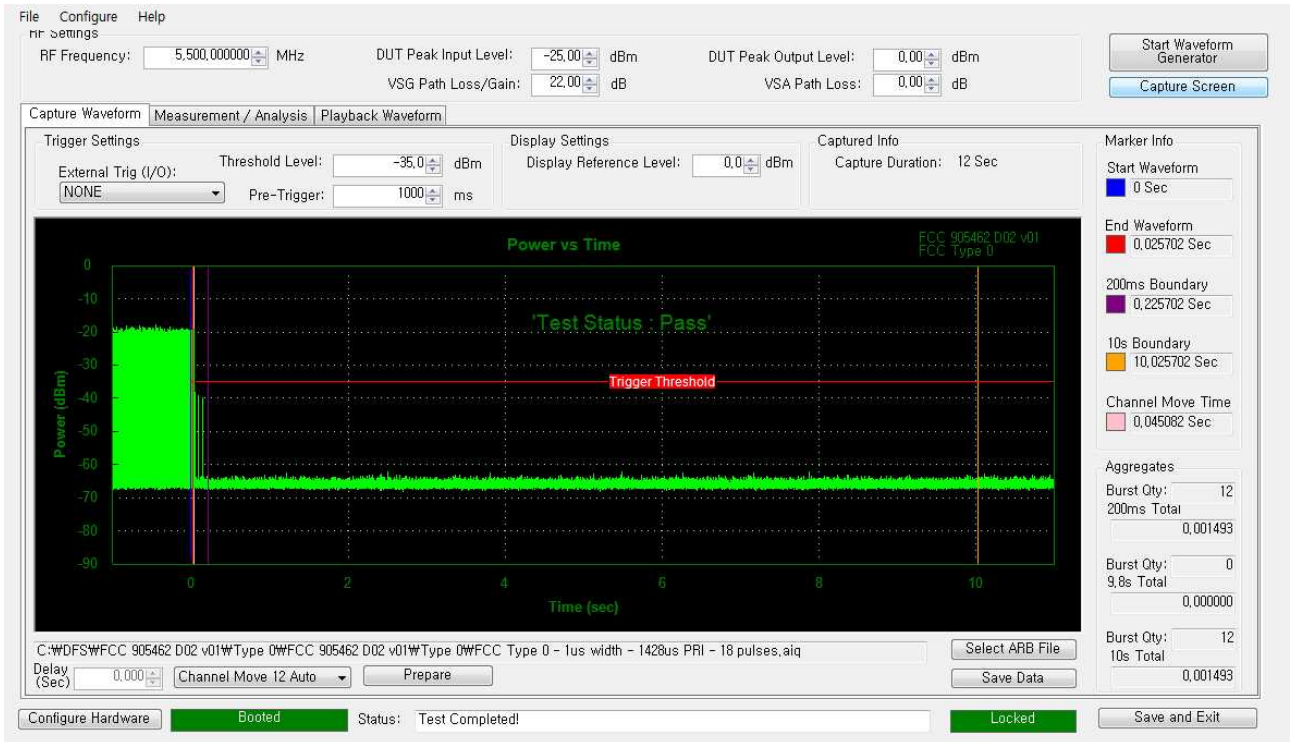 File Configure Help
RF Settings
RF Frequency: 5,500,000000 MHz DUT Peak Input Level: -25,00 dBm DUT Peak Output Level: 0,00 dBm
VSG Path Loss/Gain: 22,00 dB VSA Path Loss: 0,00 dB
Start Waveform
Generator
Capture Screen
Capture Waveform Measurement / Analysis Playback Waveform
Trigger Settings
External Trig (I/O):
NONE
Threshold Level: -35,0 dBm
Pre-Trigger: 1000 ms
Display Settings
Display Reference Level: 0,0 dBm
Captured Info
Capture Duration: 12 Sec
Power vs Time
FCC 905462 D02 v01
FCC Type 0
'Test Status : Pass'
Trigger Threshold
Power (dBm)
0
-10
-20
-30
-40
-50
-60
-70
-80
-90
0 2 4 6 8 10
Time (sec)
Marker Info
Start Waveform
0 Sec
End Waveform
0,025702 Sec
200ms Boundary
0,225702 Sec
10s Boundary
10,025702 Sec
Channel Move Time
0,045082 Sec
Aggregates
Burst Qty: 12
200ms Total
0,001493
Burst Qty: 0
9,8s Total
0,000000
Burst Qty: 12
10s Total
0,001493
C:₩DFS₩FCC 905462 D02 v01₩Type 0₩FCC 905462 D02 v01₩Type 0₩FCC Type 0 - 1us width - 1428us PRI - 18 pulses,aiq
Select ARB File
Delay
(Sec) 0,000 Channel Move 12 Auto Prepare Save Data
Configure Hardware Booted Status: Test Completed! Locked Save and Exit